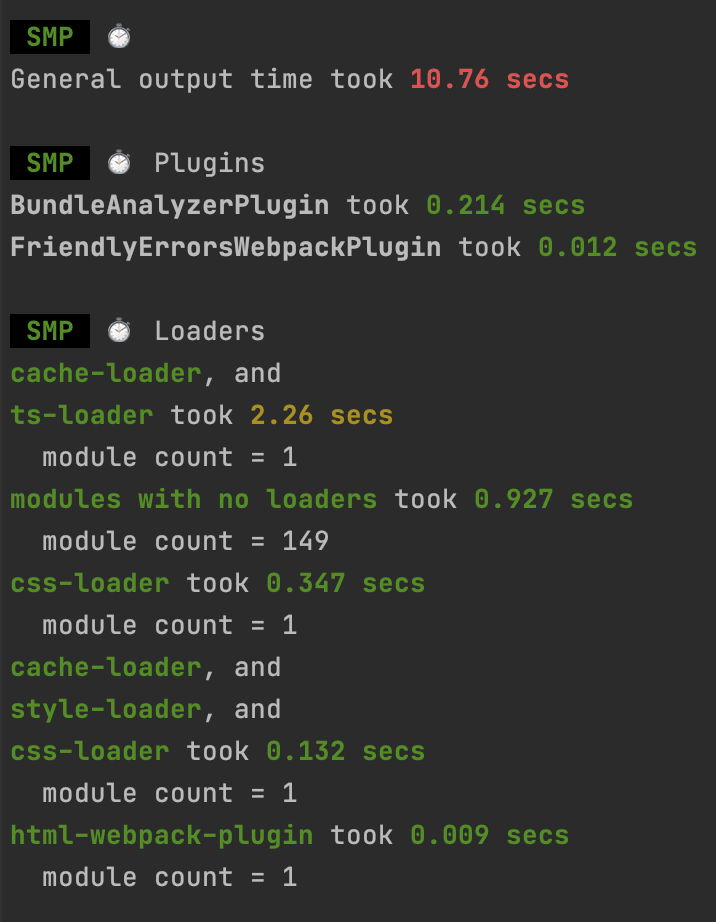 SMP ⏱
General output time took 10.76 secs
SMP ⏱ Plugins
BundleAnalyzerPlugin took 0.214 secs
FriendlyErrorsWebpackPlugin took 0.012 secs
SMP ⏱ Loaders
cache-loader, and
ts-loader took 2.26 secs
module count = 1
modules with no loaders took 0.927 secs
module count = 149
css-loader took 0.347 secs
module count = 1
cache-loader, and
style-loader, and
css-loader took 0.132 secs
module count = 1
html-webpack-plugin took 0.009 secs
module count = 1